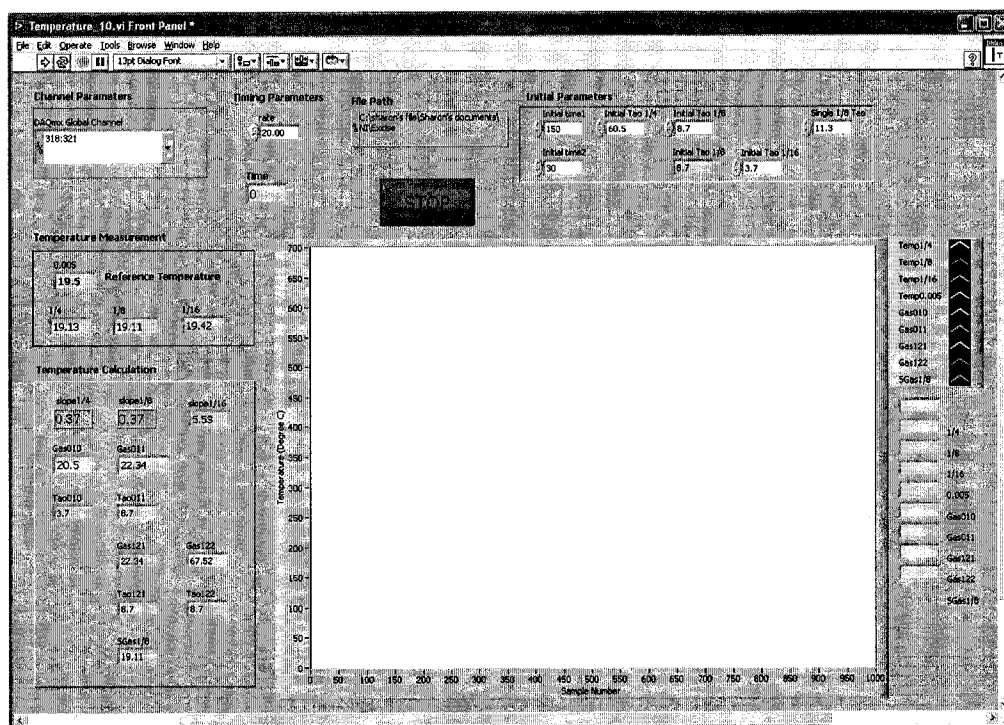 Temperature_10.vi Front Panel *
File Edit Operate Tools Browse Window Help
13pt Dialog Font
Channel Parameters
DAQmx Global Channel
318:321
Timing Parameters
rate
20.00
Time
0
File Path
C:\sharon's file\Sharon's documents\
NI\Excise
STOP
Initial Parameters
Initial time1 Initial Tao 1/4 Initial Tao 1/8 Single 1/8 Tao
150 60.5 8.7 11.3
Initial time2 Initial Tao 1/8 Initial Tao 1/16
30 8.7 3.7
Temperature Measurement
0.005
19.5 Reference Temperature
1/4 1/8 1/16
19.13 19.11 19.42
Temperature Calculation
slope1/4 slope1/8 slope1/16
0.37 0.37 5.53
Gas010 Gas011
20.5 22.34
Tao010 Tao011
3.7 8.7
Gas121 Gas122
22.34 67.52
Tao121 Tao122
8.7 8.7
SGas1/8
19.11
Temperature (Degree C)
700
650
600
550
500
450
400
350
300
250
200
150
100
50
0
0 50 100 150 200 250 300 350 400 450 500 550 600 650 700 750 800 850 900 950 1000
Sample Number
Temp1/4
Temp1/8
Temp1/16
Temp0.005
Gas010
Gas011
Gas121
Gas122
SGas1/8
1/4
1/8
1/16
0.005
Gas010
Gas011
Gas121
Gas122
SGas1/8